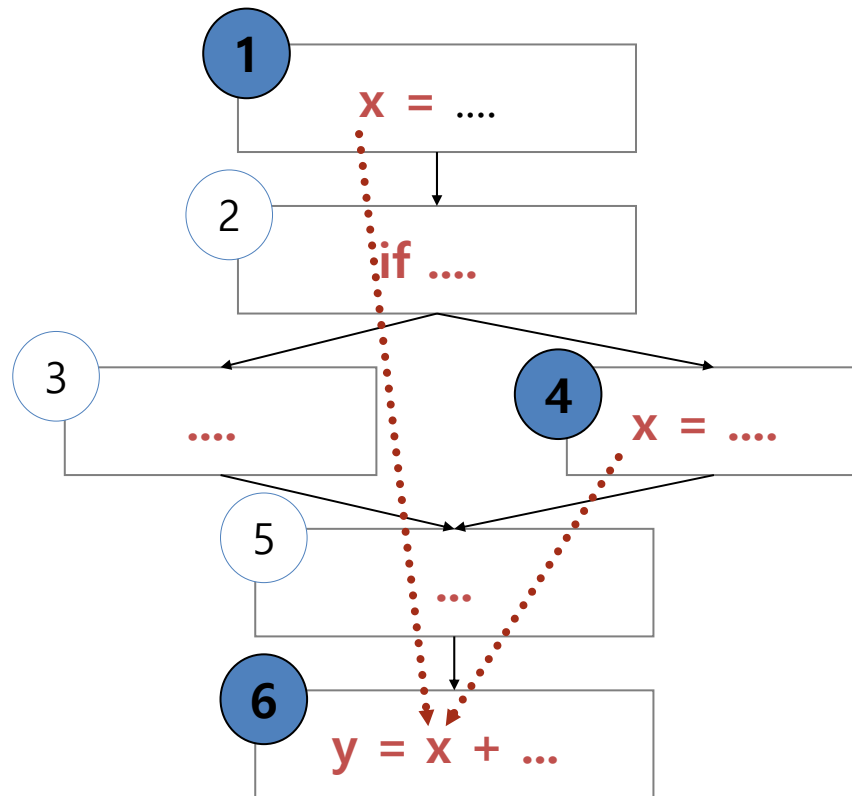 1
x = ....
2
if ....
3
....
4
x = ....
5
...
6
y = x + ...